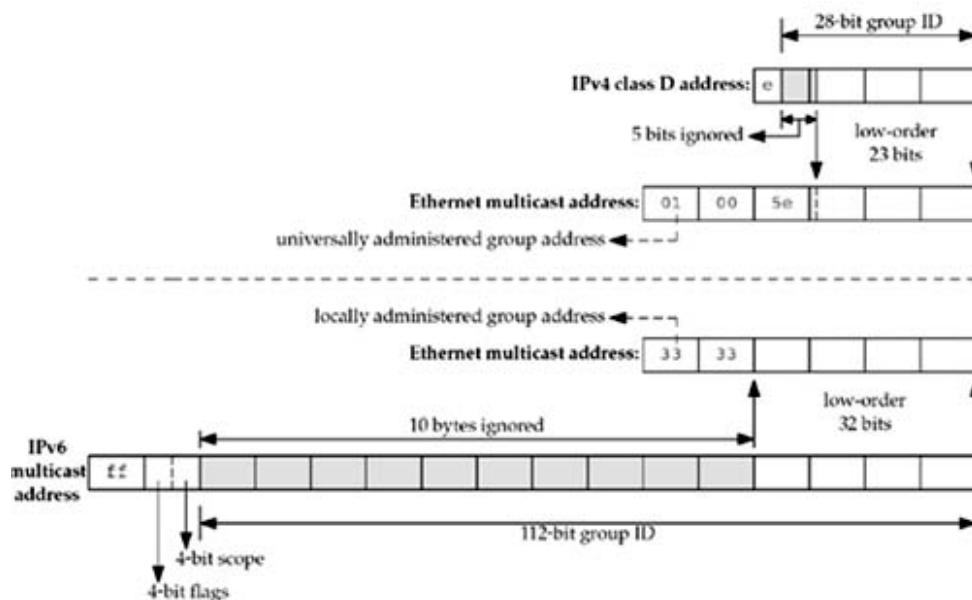 28-bit group ID
IPv4 class D address: e
5 bits ignored
low-order
23 bits
Ethernet multicast address: 01 00 5e
universally administered group address
locally administered group address
Ethernet multicast address: 33 33
low-order
32 bits
10 bytes ignored
IPv6
multicast
address
ff
112-bit group ID
4-bit scope
4-bit flags